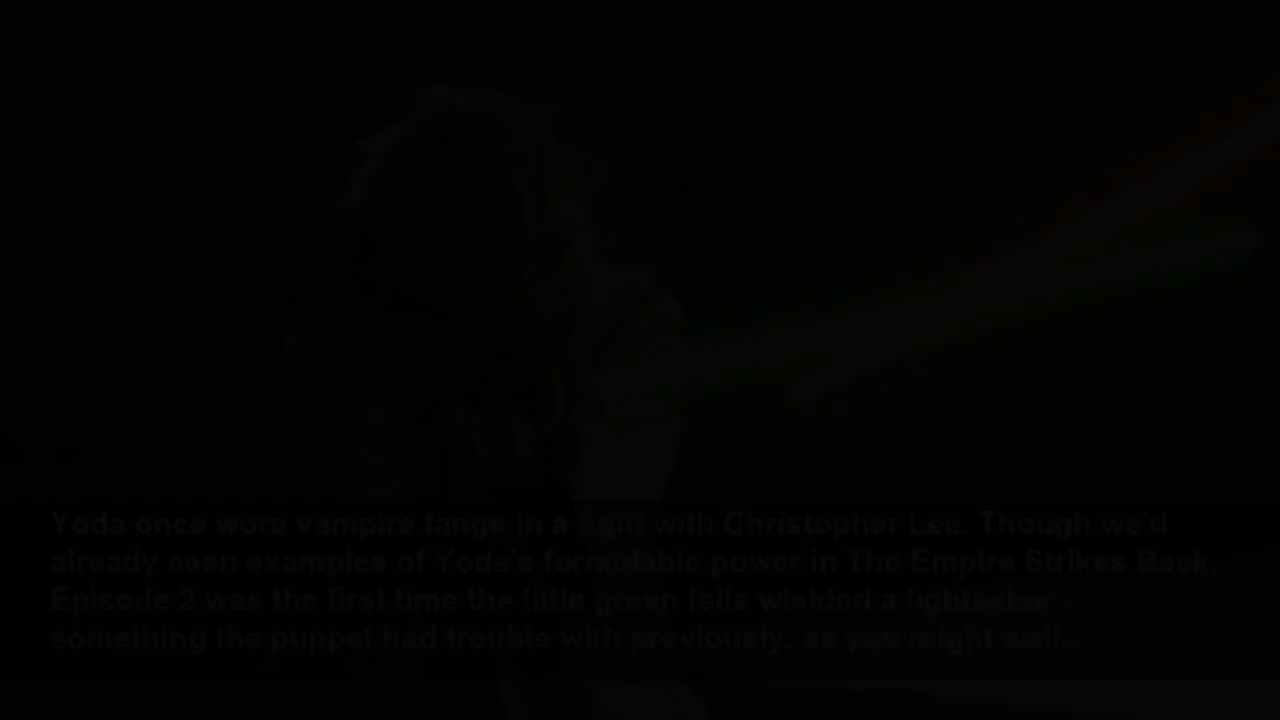 Yoda once wore vampire fangs in a fight with Christopher Lee. Though we'd
already seen examples of Yoda's formidable power in The Empire Strikes Back,
Episode 2 was the first time the little green fella wielded a lightsaber -
something the puppet had trouble with previously, as you might well..